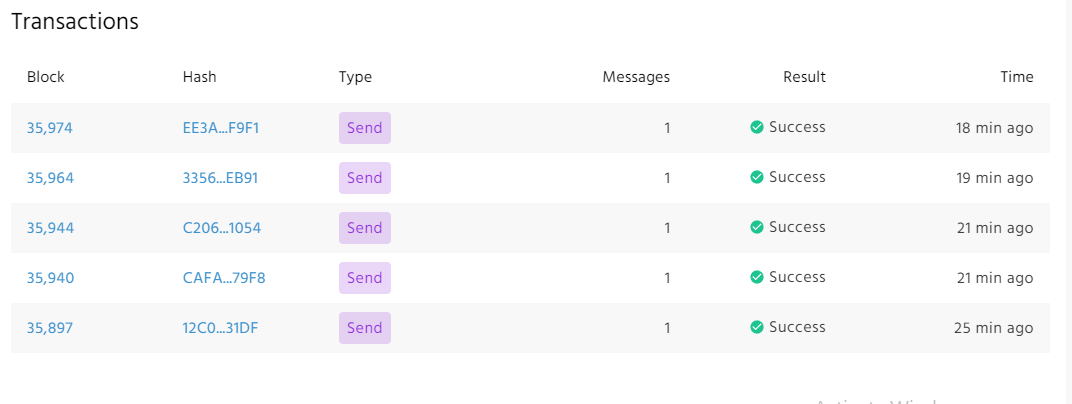 Transactions
Block Hash Type Messages Result Time
35,974 EE3A...F9F1 Send 1 Success 18 min ago
35,964 3356...EB91 Send 1 Success 19 min ago
35,944 C206...1054 Send 1 Success 21 min ago
35,940 CAFA...79F8 Send 1 Success 21 min ago
35,897 12C0...31DF Send 1 Success 25 min ago